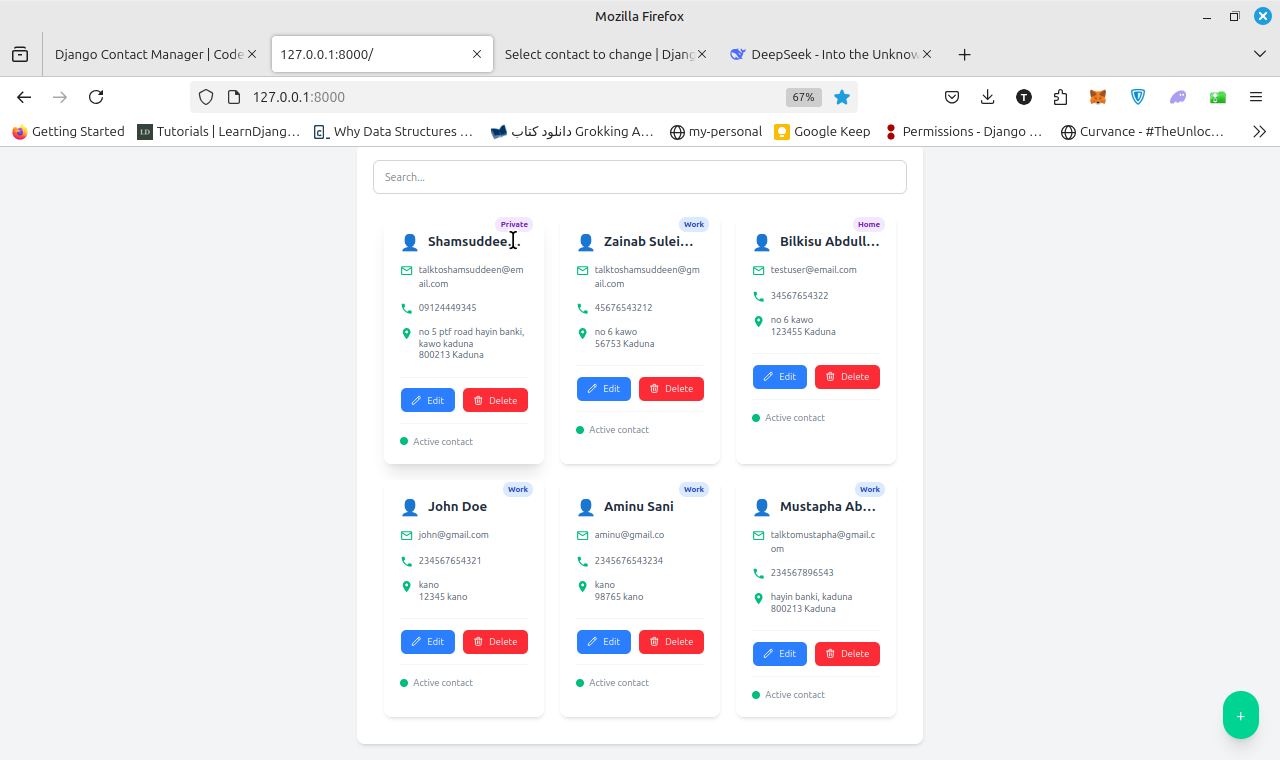 Mozilla Firefox
Django Contact Manager | Code
127.0.0.1:8000/
Select contact to change | Djang
DeepSeek - Into the Unknow
127.0.0.1:8000
67%
Getting Started
Tutorials | LearnDjang…
Why Data Structures …
دانلود کتاب Grokking A…
my-personal
Google Keep
Permissions - Django …
Curvance - #TheUnloc…
Search...
Private
Shamsuddee…
talktoshamsuddeen@em
ail.com
09124449345
no 5 ptf road hayin banki,
kawo kaduna
800213 Kaduna
Edit
Delete
Active contact
Work
Zainab Sulei…
talktoshamsuddeen@gm
ail.com
45676543212
no 6 kawo
56753 Kaduna
Edit
Delete
Active contact
Home
Bilkisu Abdull…
testuser@email.com
34567654322
no 6 kawo
123455 Kaduna
Edit
Delete
Active contact
Work
John Doe
john@gmail.com
234567654321
kano
12345 kano
Edit
Delete
Active contact
Work
Aminu Sani
aminu@gmail.co
2345676543234
kano
98765 kano
Edit
Delete
Active contact
Work
Mustapha Ab…
talktomustapha@gmail.c
om
234567896543
hayin banki, kaduna
800213 Kaduna
Edit
Delete
Active contact
+